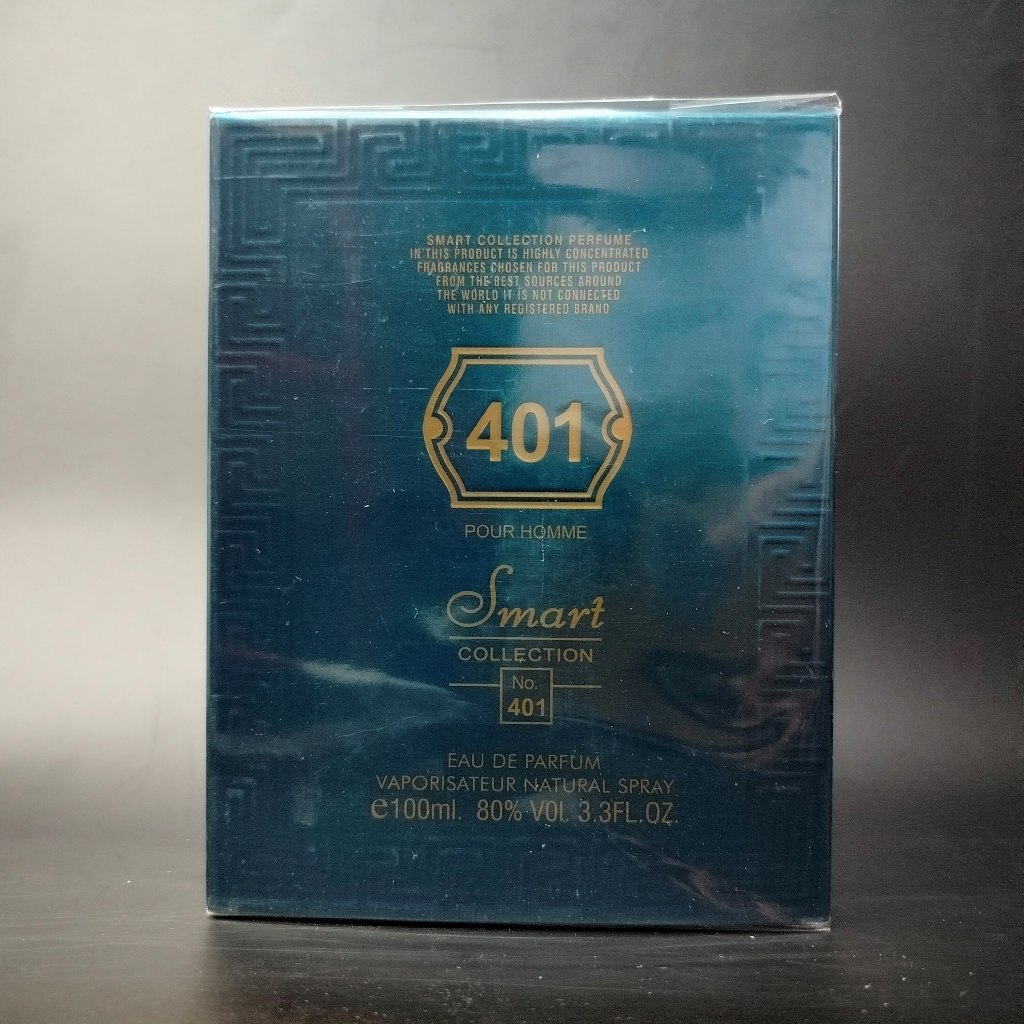 SMART COLLECTION PERFUME
IN THIS PRODUCT IS HIGHLY CONCENTRATED
FRAGRANCES CHOSEN FOR THIS PRODUCT
FROM THE BEST SOURCES AROUND
THE WORLD IT IS NOT CONNECTED
WITH ANY REGISTERED BRAND
401
POUR HOMME
Smart
COLLECTION
No.
401
EAU DE PARFUM
VAPORISATEUR NATURAL SPRAY
e100ml. 80% VOL 3.3FL.OZ.